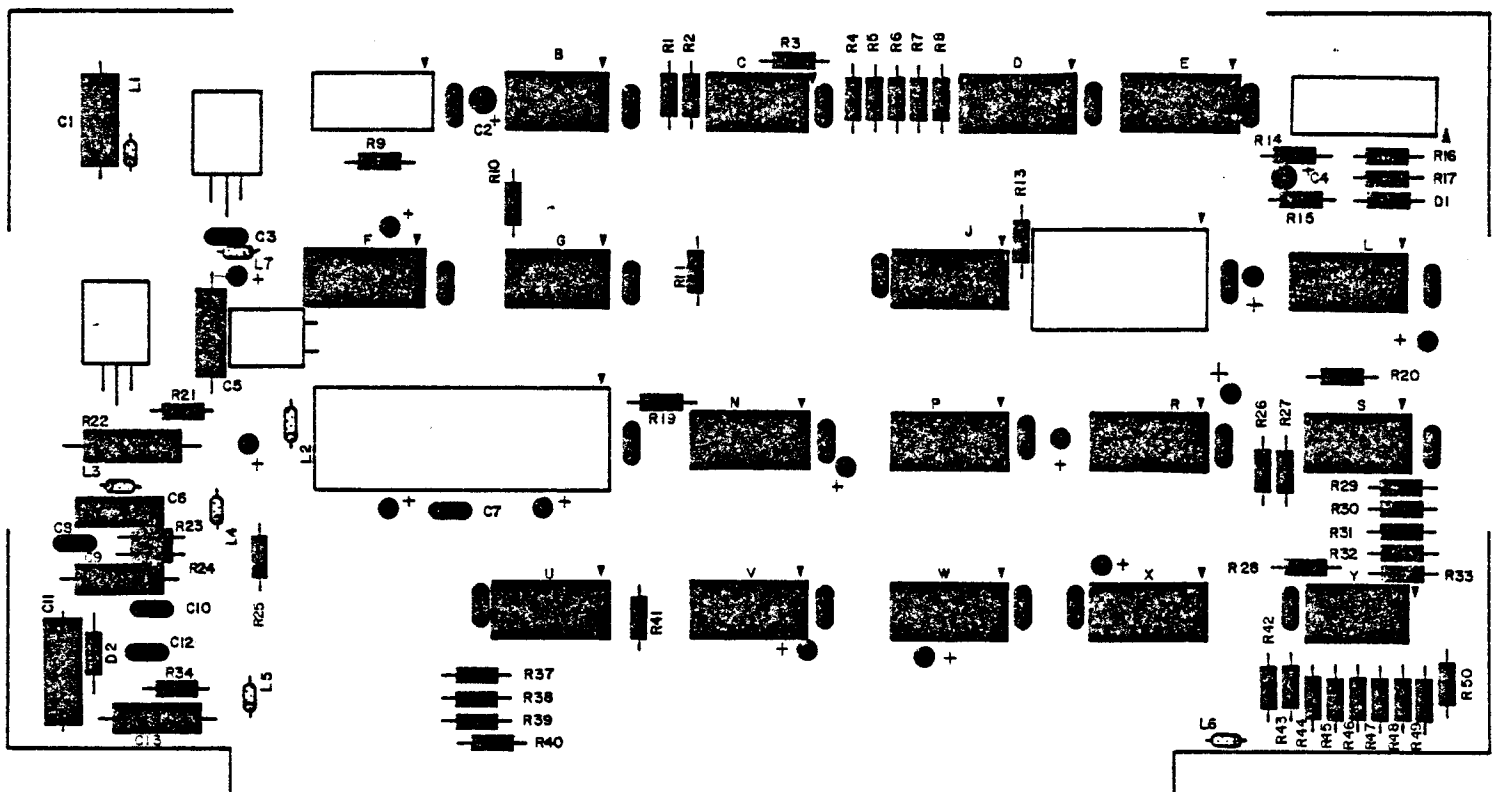 R1 R2 R3 R4 R5 R6 R7 R8
B C D E
L1
C1
C2
+
R9
R10
R14
R16
+ C4
R17
R15
D1
R13
C3
L7
+
+
F
G
R11
J
L
+
+
C5
R21
R22
+
L2
R19
N
P
R
+
R20
S
R26
R27
+
+
L3
C6
L4
R23
C8
C9
R24
R25
+
C7
+
R29
R30
R31
R32
R33
R28
C11
C10
D2
C12
R34
C13
L5
U
R41
V
W
+
X
Y
+
+
R37
R38
R39
R40
R42
R43
R44
R45
R46
R47
R48
R49
R50
L6